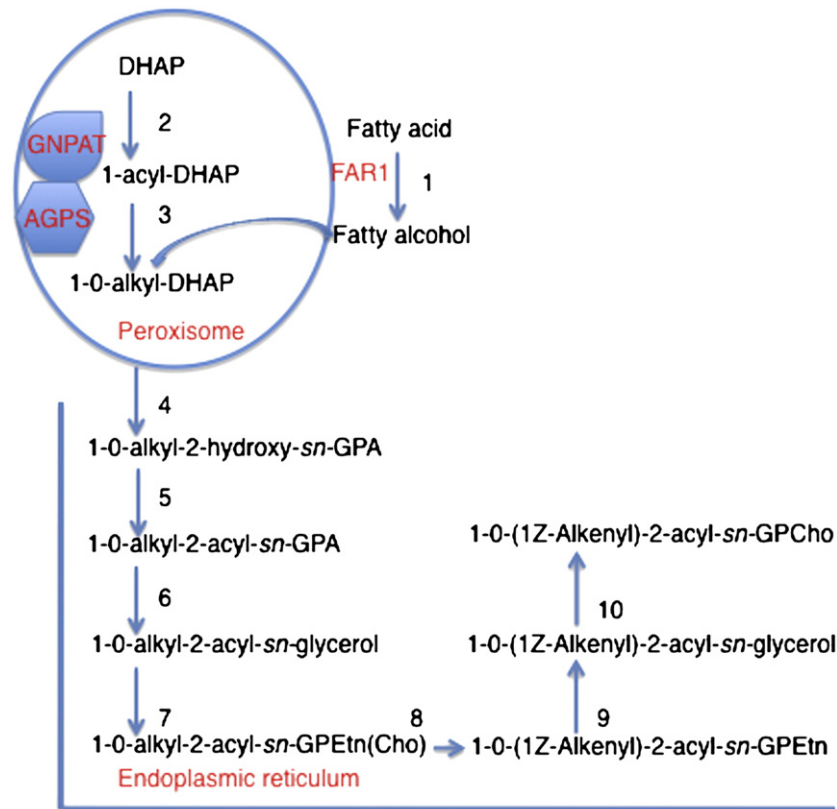 DHAP
2
GNPAT
1-acyl-DHAP
AGPS
3
1-0-alkyl-DHAP
Peroxisome
Fatty acid
FAR1
1
Fatty alcohol
4
1-0-alkyl-2-hydroxy-sn-GPA
5
1-0-alkyl-2-acyl-sn-GPA
6
1-0-alkyl-2-acyl-sn-glycerol
7
1-0-alkyl-2-acyl-sn-GPEtn(Cho)
Endoplasmic reticulum
8
1-0-(1Z-Alkenyl)-2-acyl-sn-GPEtn
9
1-0-(1Z-Alkenyl)-2-acyl-sn-glycerol
10
1-0-(1Z-Alkenyl)-2-acyl-sn-GPCho